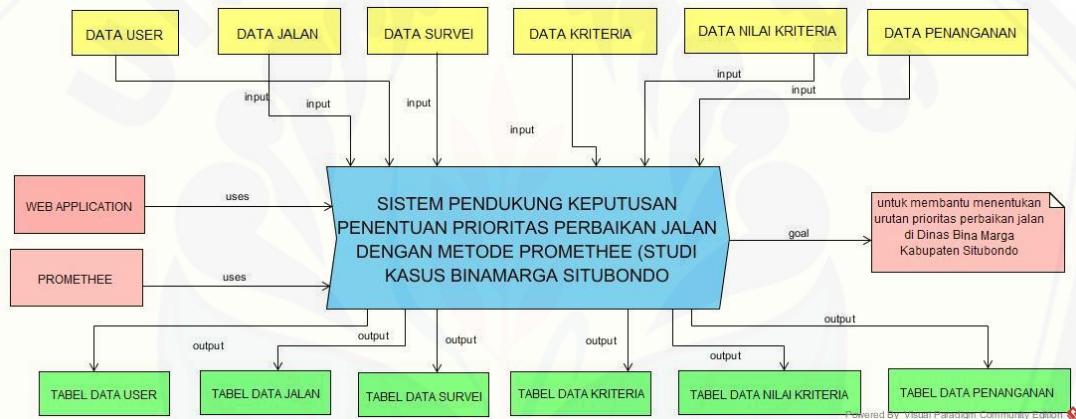 DATA USER
DATA JALAN
DATA SURVEI
DATA KRITERIA
DATA NILAI KRITERIA
DATA PENANGANAN
input
input
input
input
input
input
WEB APPLICATION
uses
PROMETHEE
uses
SISTEM PENDUKUNG KEPUTUSAN
PENENTUAN PRIORITAS PERBAIKAN JALAN
DENGAN METODE PROMETHEE (STUDI
KASUS BINAMARGA SITUBONDO
goal
untuk membantu menentukan
urutan prioritas perbaikan jalan
di Dinas Bina Marga
Kabupaten Situbondo
output
output
output
output
output
output
TABEL DATA USER
TABEL DATA JALAN
TABEL DATA SURVEI
TABEL DATA KRITERIA
TABEL DATA NILAI KRITERIA
TABEL DATA PENANGANAN
Powered By Visual Paradigm Community Edition